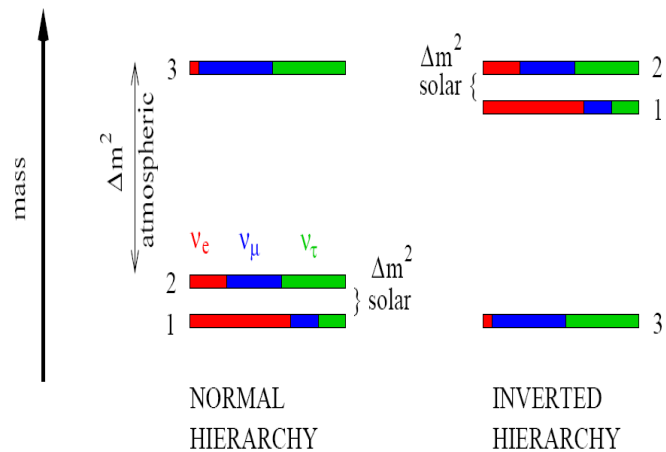 mass
Δm²
atmospheric
3
νe νμ ντ
2
1
Δm²
solar
NORMAL
HIERARCHY
Δm²
solar
2
1
3
INVERTED
HIERARCHY